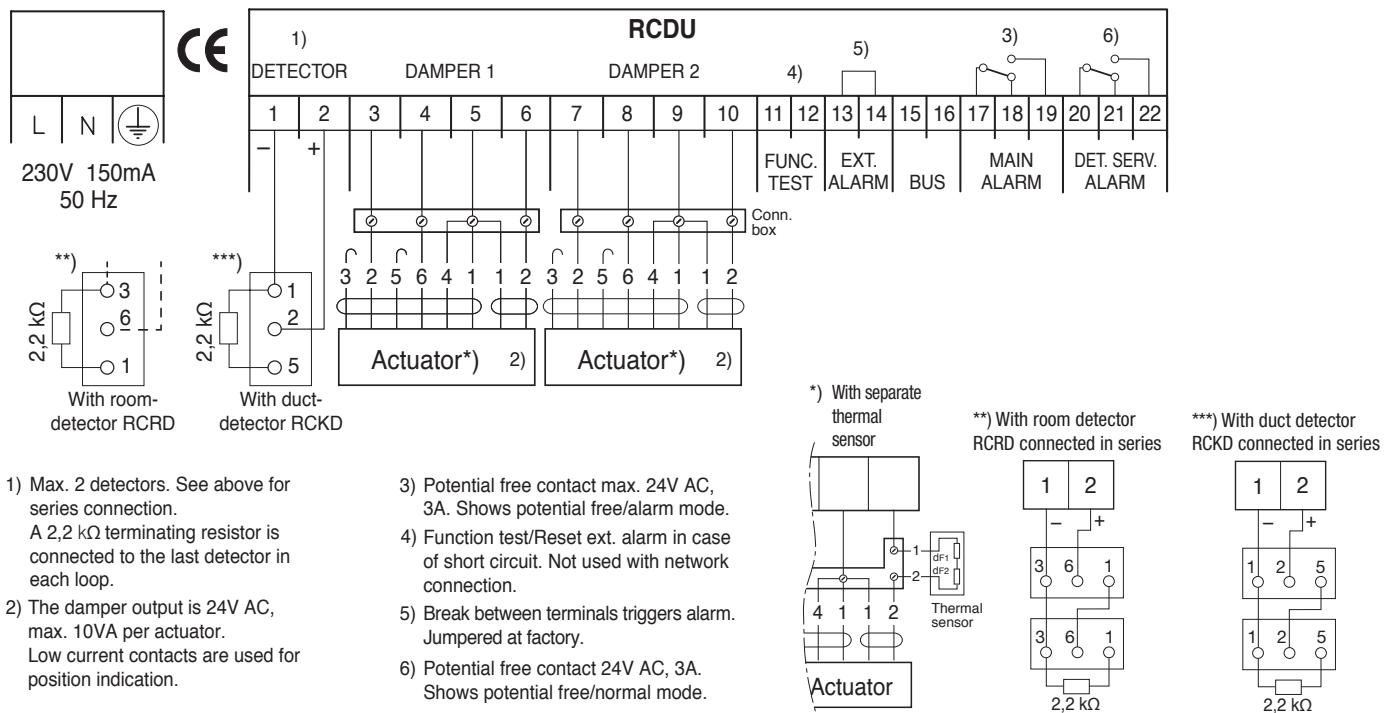 RCDU
CE
1)
5)
3)
6)
DETECTOR DAMPER 1 DAMPER 2 4)
1 2 3 4 5 6 7 8 9 10 11 12 13 14 15 16 17 18 19 20 21 22
L N
− +
230V 150mA
50 Hz
FUNC. TEST
EXT. ALARM
BUS
MAIN ALARM
DET. SERV. ALARM
Conn. box
**)
3
6
1
2,2 kΩ
With room-
detector RCRD
***)
1
2
5
2,2 kΩ
With duct-
detector RCKD
3 2 5 6 4 1 1 2
Actuator*) 2)
3 2 5 6 4 1 1 2
Actuator*) 2)
1) Max. 2 detectors. See above for
series connection.
A 2,2 kΩ terminating resistor is
connected to the last detector in
each loop.
2) The damper output is 24V AC,
max. 10VA per actuator.
Low current contacts are used for
position indication.
3) Potential free contact max. 24V AC,
3A. Shows potential free/alarm mode.
4) Function test/Reset ext. alarm in case
of short circuit. Not used with network
connection.
5) Break between terminals triggers alarm.
Jumpered at factory.
6) Potential free contact 24V AC, 3A.
Shows potential free/normal mode.
*) With separate
thermal
sensor
1
dF1
dF2
2
4 1 1 2
Thermal
sensor
Actuator
**) With room detector
RCRD connected in series
1 2
− +
3 6 1
3 6 1
2,2 kΩ
***) With duct detector
RCKD connected in series
1 2
− +
1 2 5
1 2 5
2,2 kΩ